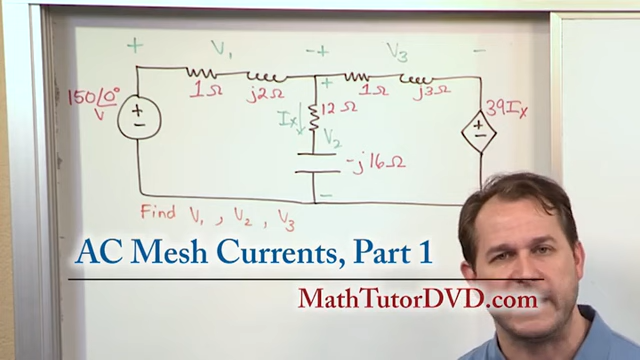 + V₁ -+ V₃ -
150∠0° V
+
-
1Ω j2Ω
+
Ix
12Ω
V₂
-j16Ω
-
1Ω j3Ω
39Ix
+
-
Find V₁, V₂, V₃
AC Mesh Currents, Part 1
MathTutorDVD.com